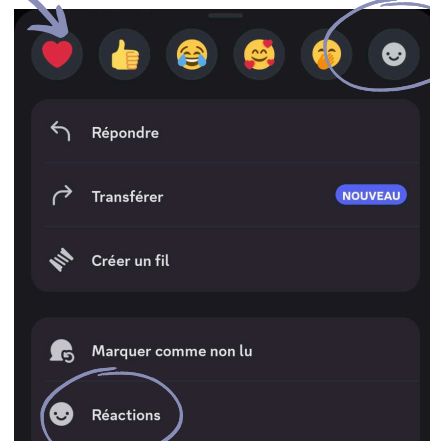 Répondre
Transférer NOUVEAU
Créer un fil
Marquer comme non lu
Réactions